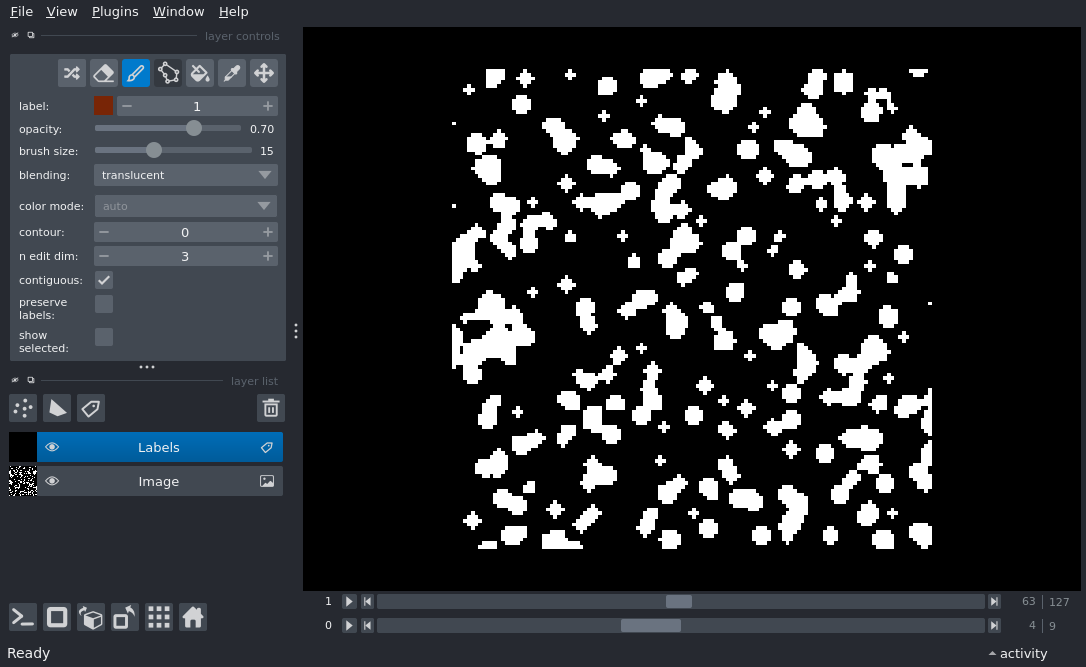 File View Plugins Window Help
layer controls
label: 1
opacity: 0.70
brush size: 15
blending: translucent
color mode: auto
contour: 0
n edit dim: 3
contiguous:
preserve
labels:
show
selected:
layer list
Labels
Image
1 63 127
0 4 9
Ready activity